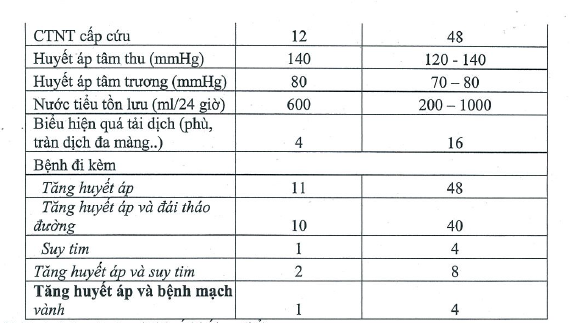 CTNT cấp cứu 12 48
Huyết áp tâm thu (mmHg) 140 120 - 140
Huyết áp tâm trương (mmHg) 80 70 – 80
Nước tiểu tồn lưu (ml/24 giờ) 600 200 – 1000
Biểu hiện quá tải dịch (phù,
tràn dịch đa màng..) 4 16
Bệnh đi kèm
Tăng huyết áp 11 48
Tăng huyết áp và đái tháo
đường 10 40
Suy tim 1 4
Tăng huyết áp và suy tim 2 8
Tăng huyết áp và bệnh mạch
vành 1 4